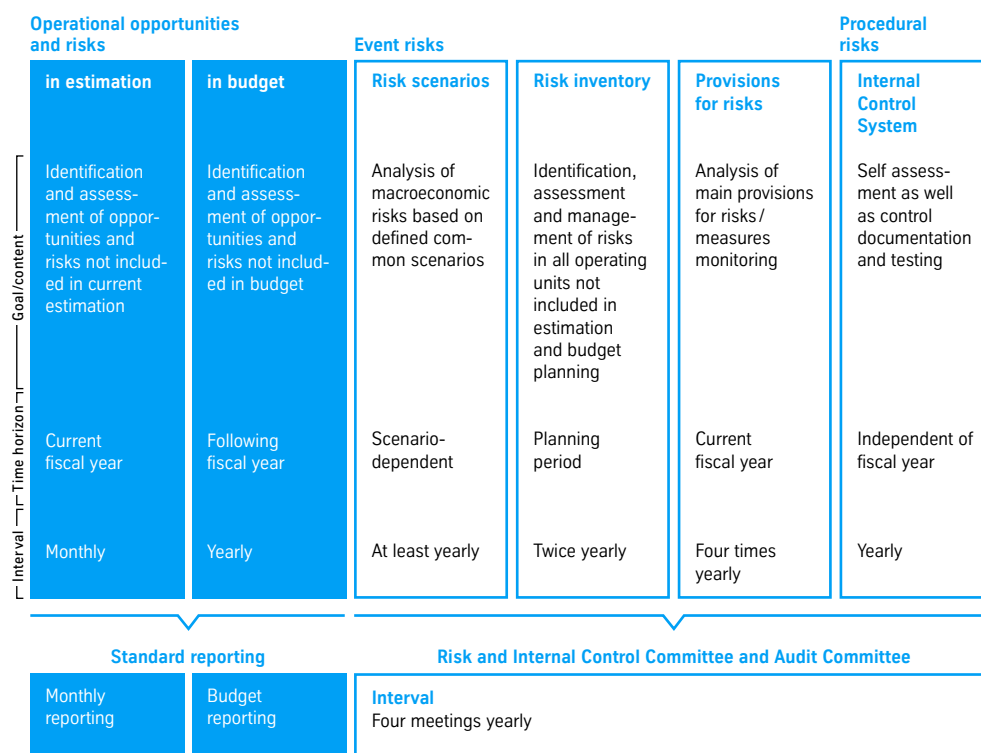 Operational opportunities
and risks
Event risks
Procedural
risks
in estimation
in budget
Risk scenarios
Risk inventory
Provisions
for risks
Internal
Control
System
Goal/content
Identification
and assess-
ment of oppor-
tunities and
risks not includ-
ed in current
estimation
Identification
and assess-
ment of oppor-
tunities and
risks not includ-
ed in budget
Analysis of
macroeconomic
risks based on
defined com-
mon scenarios
Identification,
assessment
and manage-
ment of risks
in all operating
units not
included in
estimation
and budget
planning
Analysis of
main provisions
for risks/
measures
monitoring
Self assess-
ment as well
as control
documentation
and testing
Time horizon
Current
fiscal year
Following
fiscal year
Scenario-
dependent
Planning
period
Current
fiscal year
Independent of
fiscal year
Interval
Monthly
Yearly
At least yearly
Twice yearly
Four times
yearly
Yearly
Standard reporting
Risk and Internal Control Committee and Audit Committee
Monthly
reporting
Budget
reporting
Interval
Four meetings yearly